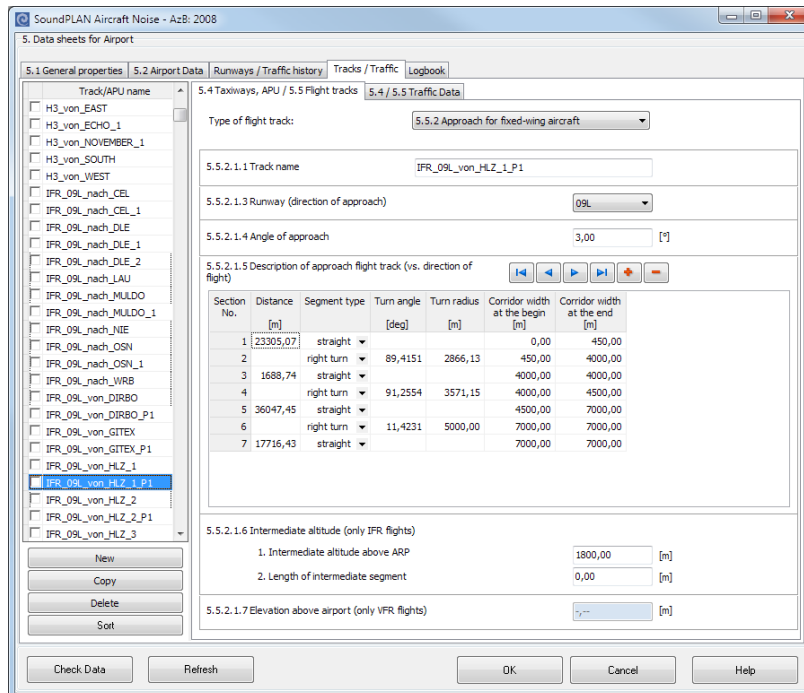 SoundPLAN Aircraft Noise - AzB: 2008
5. Data sheets for Airport
5.1 General properties 5.2 Airport Data Runways / Traffic history Tracks / Traffic Logbook
Track/APU name
H3_von_EAST
H3_von_ECHO_1
H3_von_NOVEMBER_1
H3_von_SOUTH
H3_von_WEST
IFR_09L_nach_CEL
IFR_09L_nach_CEL_1
IFR_09L_nach_DLE
IFR_09L_nach_DLE_1
IFR_09L_nach_DLE_2
IFR_09L_nach_LAU
IFR_09L_nach_MULDO
IFR_09L_nach_MULDO_1
IFR_09L_nach_NIE
IFR_09L_nach_OSN
IFR_09L_nach_OSN_1
IFR_09L_nach_WRB
IFR_09L_von_DIRBO
IFR_09L_von_DIRBO_P1
IFR_09L_von_GITEX
IFR_09L_von_GITEX_P1
IFR_09L_von_HLZ_1
IFR_09L_von_HLZ_1_P1
IFR_09L_von_HLZ_2
IFR_09L_von_HLZ_2_P1
IFR_09L_von_HLZ_3
New
Copy
Delete
Sort
5.4 Taxiways, APU / 5.5 Flight tracks 5.4 / 5.5 Traffic Data
Type of flight track: 5.5.2 Approach for fixed-wing aircraft
5.5.2.1.1 Track name IFR_09L_von_HLZ_1_P1
5.5.2.1.3 Runway (direction of approach) 09L
5.5.2.1.4 Angle of approach 3,00 [°]
5.5.2.1.5 Description of approach flight track (vs. direction of
flight)
Section Distance Segment type Turn angle Turn radius Corridor width Corridor width
No. at the begin at the end
[m] [deg] [m] [m] [m]
1 23305,07 straight 0,00 450,00
2 right turn 89,4151 2866,13 450,00 4000,00
3 1688,74 straight 4000,00 4000,00
4 right turn 91,2554 3571,15 4000,00 4500,00
5 36047,45 straight 4500,00 7000,00
6 right turn 11,4231 5000,00 7000,00 7000,00
7 17716,43 straight 7000,00 7000,00
5.5.2.1.6 Intermediate altitude (only IFR flights)
1. Intermediate altitude above ARP 1800,00 [m]
2. Length of intermediate segment 0,00 [m]
5.5.2.1.7 Elevation above airport (only VFR flights) -,-- [m]
Check Data Refresh OK Cancel Help